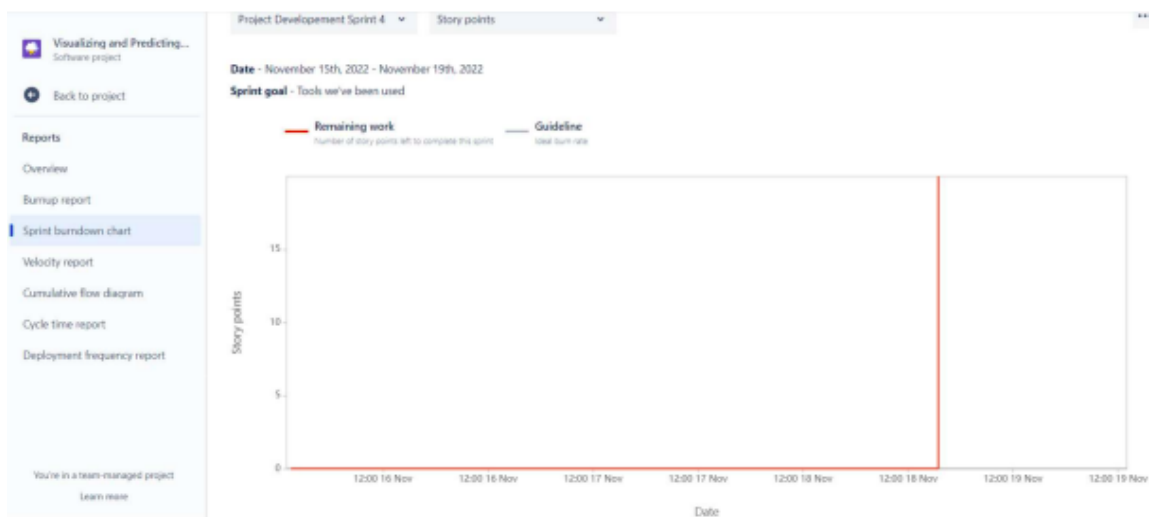 Project Developement Sprint 4
Story points
Visualizing and Predicting...
Software project
Back to project
Reports
Overview
Burnup report
Sprint burndown chart
Velocity report
Cumulative flow diagram
Cycle time report
Deployment frequency report
You're in a team-managed project
Learn more
Date - November 15th, 2022 - November 19th, 2022
Sprint goal - Tools we've been used
Remaining work
Number of story points left to complete this sprint
Guideline
Ideal burn rate
Story points
15
10
5
0
12:00 16 Nov 12:00 16 Nov 12:00 17 Nov 12:00 17 Nov 12:00 18 Nov 12:00 18 Nov 12:00 19 Nov 12:00 19 Nov
Date